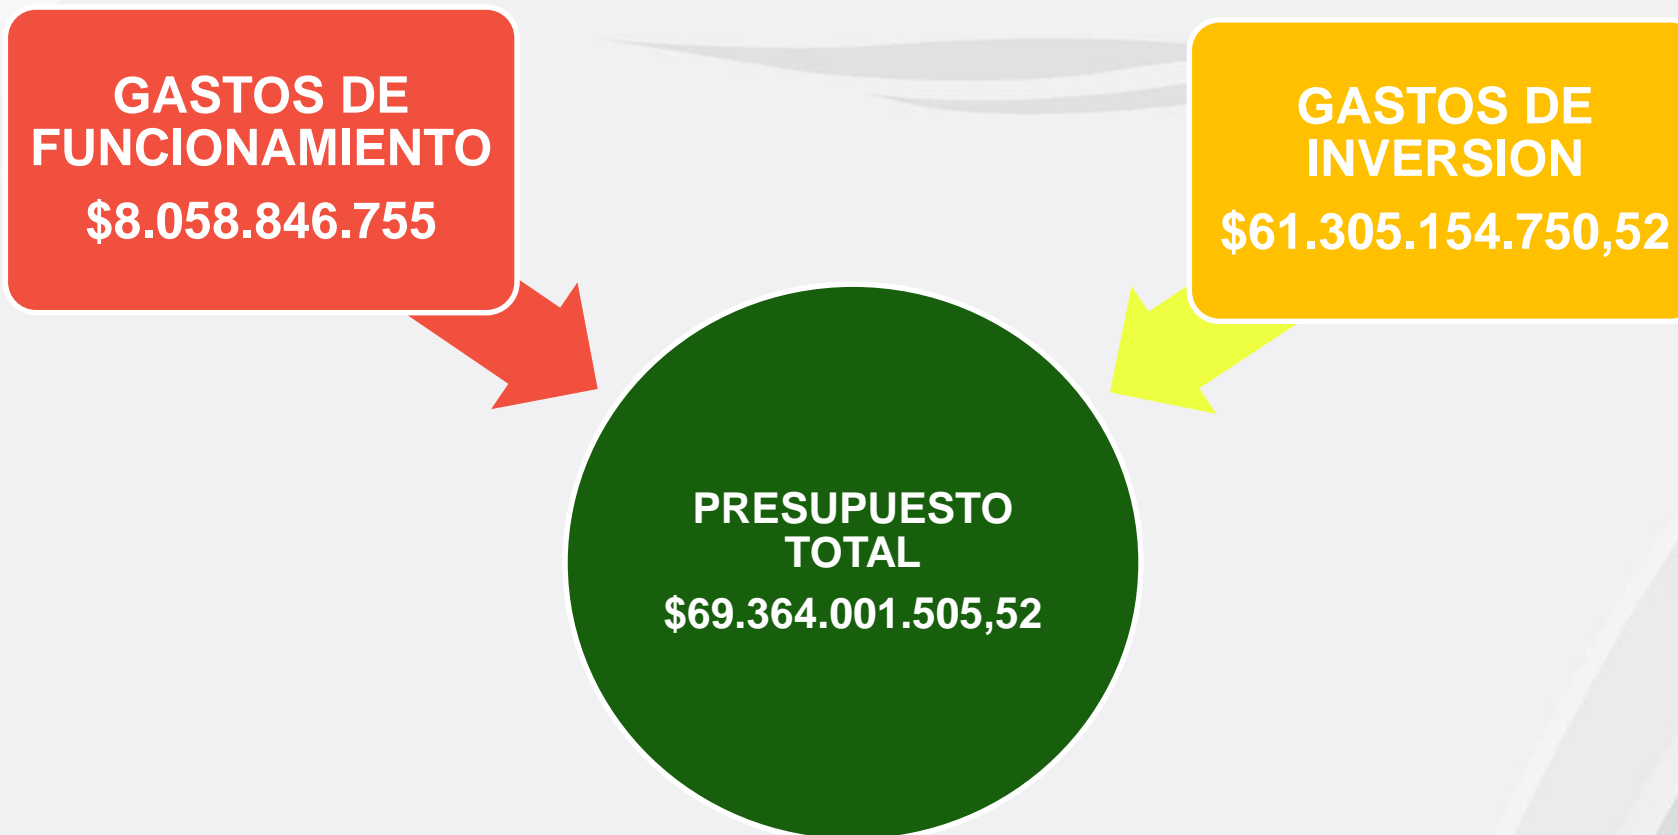 GASTOS DE
FUNCIONAMIENTO
$8.058.846.755
GASTOS DE
INVERSION
$61.305.154.750,52
PRESUPUESTO
TOTAL
$69.364.001.505,52